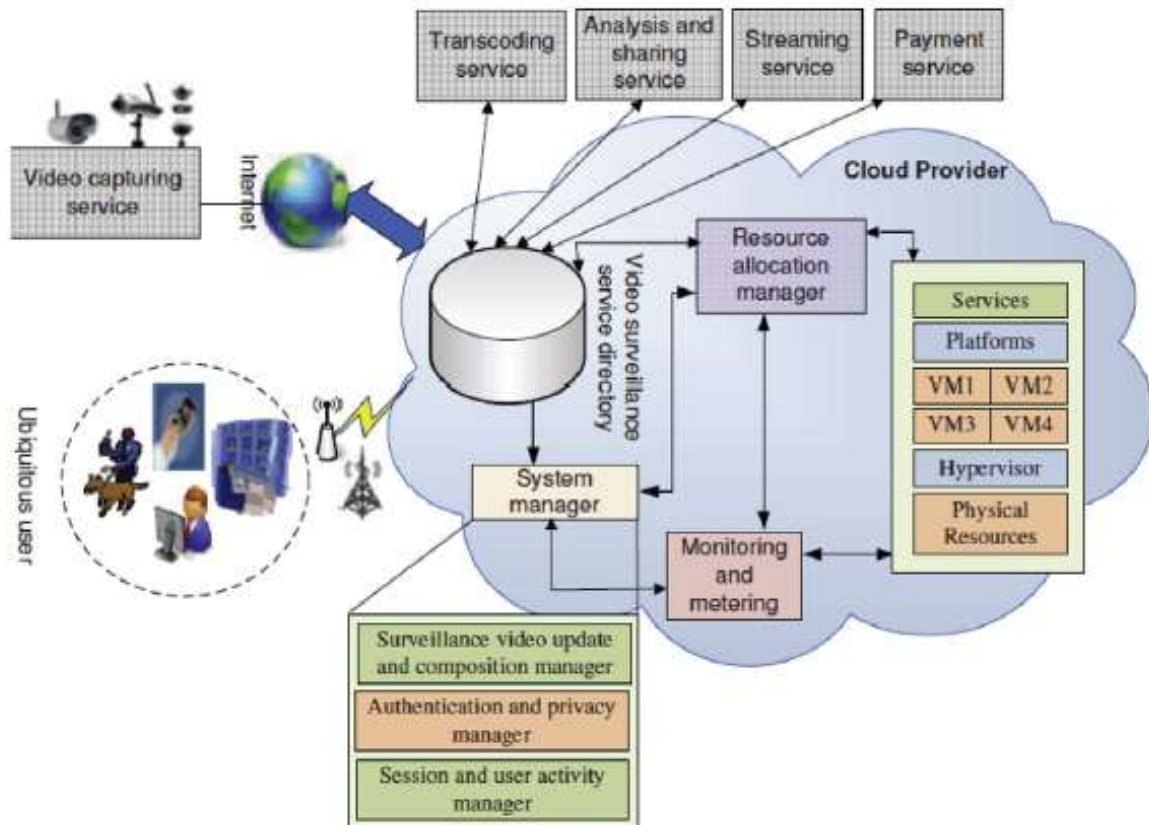 Transcoding
service
Analysis and
sharing
service
Streaming
service
Payment
service
Video capturing
service
Internet
Cloud Provider
Video surveillance
service directory
Resource
allocation
manager
Services
Platforms
VM1
VM2
VM3
VM4
Hypervisor
Physical
Resources
Ubiquitous user
System
manager
Monitoring
and
metering
Surveillance video update
and composition manager
Authentication and privacy
manager
Session and user activity
manager